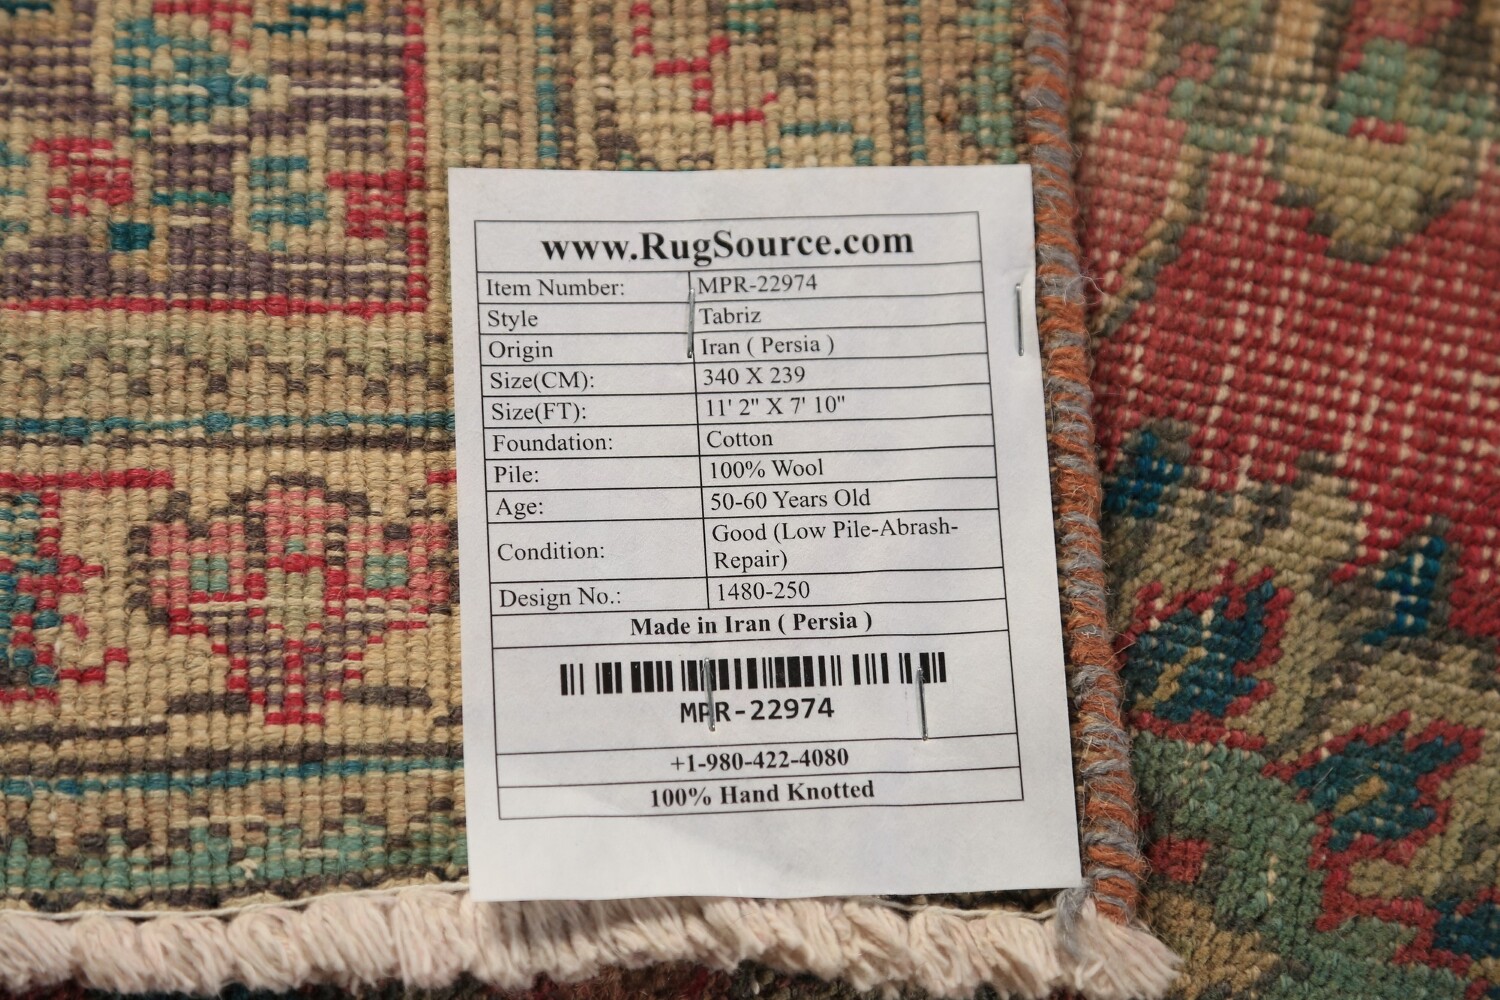 www.RugSource.com
Item Number: MPR-22974
Style Tabriz
Origin Iran ( Persia )
Size(CM): 340 X 239
Size(FT): 11' 2" X 7' 10"
Foundation: Cotton
Pile: 100% Wool
Age: 50-60 Years Old
Condition: Good (Low Pile-Abrash-
Repair)
Design No.: 1480-250
Made in Iran ( Persia )
MPR-22974
+1-980-422-4080
100% Hand Knotted